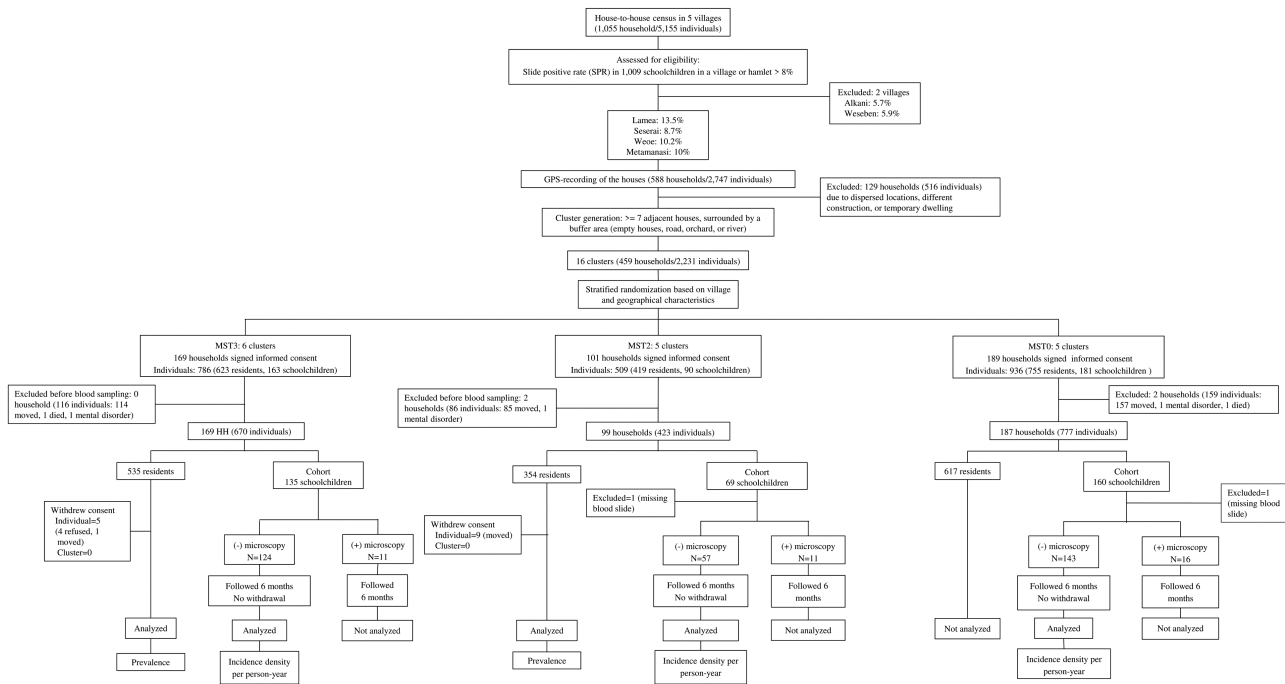 House-to-house census in 5 villages
(1,055 household/5,155 individuals)
Assessed for eligibility:
Slide positive rate (SPR) in 1,009 schoolchildren in a village or hamlet > 8%
Excluded: 2 villages
Alkani: 5.7%
Weseben: 5.9%
Lamea: 13.5%
Seserai: 8.7%
Weoe: 10.2%
Metamanasi: 10%
GPS-recording of the houses (588 households/2,747 individuals)
Excluded: 129 households (516 individuals)
due to dispersed locations, different
construction, or temporary dwelling
Cluster generation: >= 7 adjacent houses, surrounded by a
buffer area (empty houses, road, orchard, or river)
16 clusters (459 households/2,231 individuals)
Stratified randomization based on village
and geographical characteristics
MST3: 6 clusters
169 households signed informed consent
Individuals: 786 (623 residents, 163 schoolchildren)
Excluded before blood sampling: 0
household (116 individuals: 114
moved, 1 died, 1 mental disorder)
169 HH (670 individuals)
535 residents
Cohort
135 schoolchildren
Withdrew consent
Individual=5
(4 refused, 1
moved)
Cluster=0
(-) microscopy
N=124
(+) microscopy
N=11
Followed 6 months
No withdrawal
Followed
6 months
Analyzed
Analyzed
Not analyzed
Prevalence
Incidence density
per person-year
MST2: 5 clusters
101 households signed informed consent
Individuals: 509 (419 residents, 90 schoolchildren)
Excluded before blood sampling: 2
households (86 individuals: 85 moved, 1
mental disorder)
99 households (423 individuals)
354 residents
Cohort
69 schoolchildren
Excluded=1 (missing
blood slide)
Withdrew consent
Individual=9 (moved)
Cluster=0
(-) microscopy
N=57
(+) microscopy
N=11
Followed 6 months
No withdrawal
Followed 6
months
Analyzed
Analyzed
Not analyzed
Prevalence
Incidence density per
person-year
MST0: 5 clusters
189 households signed informed consent
Individuals: 936 (755 residents, 181 schoolchildren )
Excluded: 2 households (159 individuals:
157 moved, 1 mental disorder, 1 died)
187 households (777 individuals)
617 residents
Cohort
160 schoolchildren
Excluded=1
(missing blood
slide)
(-) microscopy
N=143
(+) microscopy
N=16
Followed 6 months
No withdrawal
Followed 6
months
Not analyzed
Analyzed
Not analyzed
Incidence density per
person-year